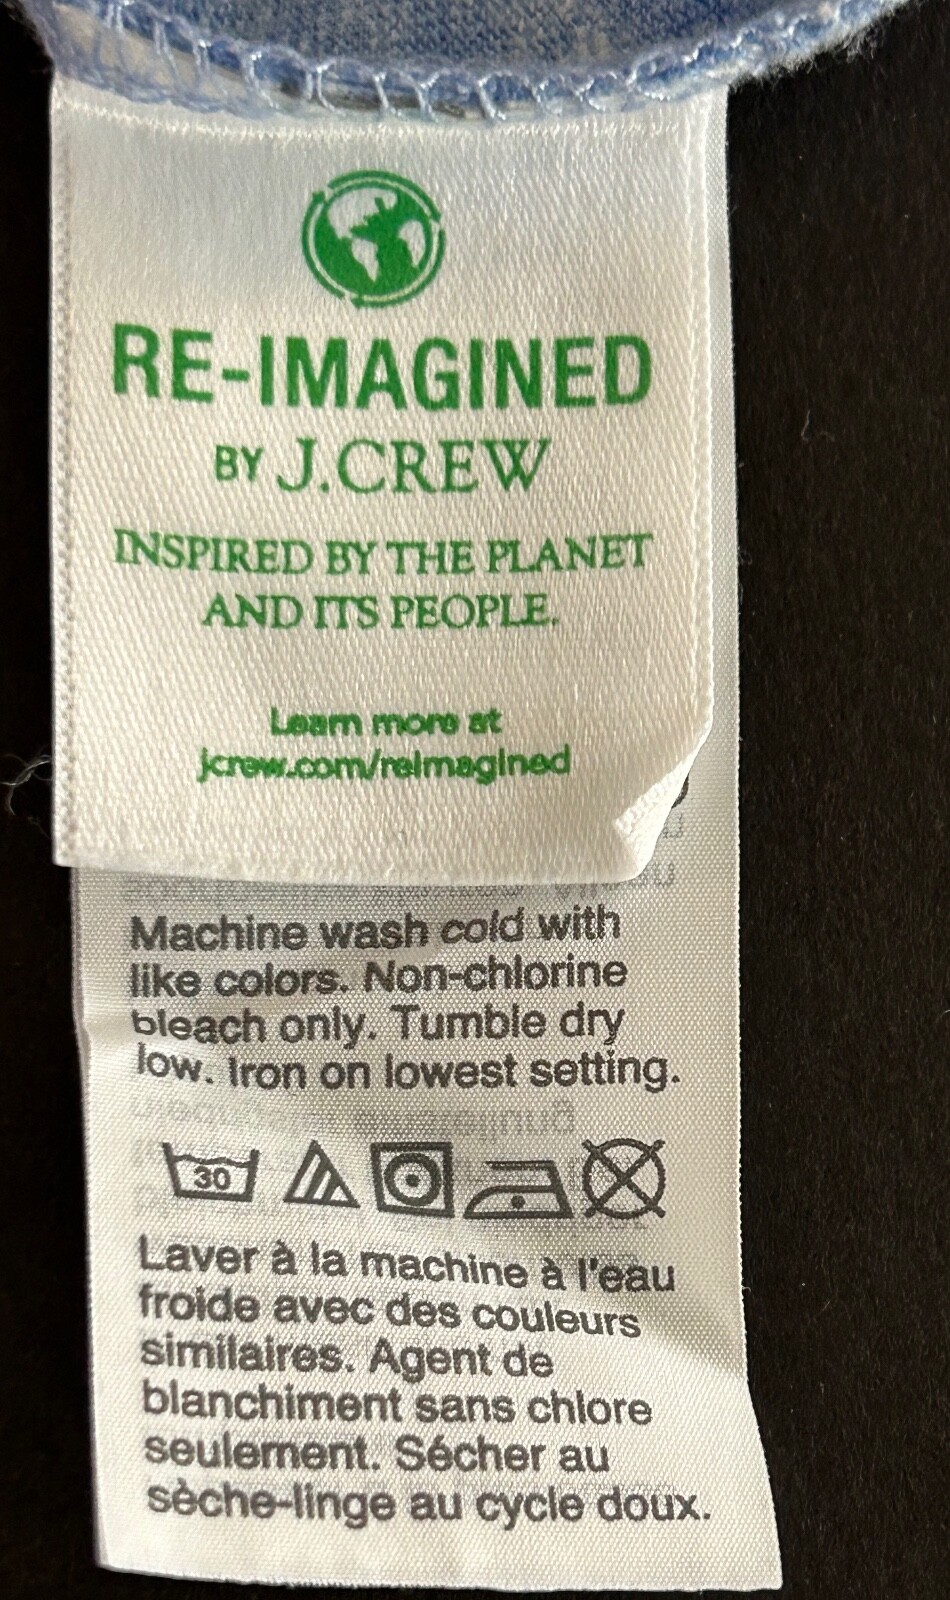 RE-IMAGINED
BY J.CREW
INSPIRED BY THE PLANET
AND ITS PEOPLE.
Learn more at
jcrew.com/reimagined
Machine wash cold with
like colors. Non-chlorine
bleach only. Tumble dry
low. Iron on lowest setting.
30
Laver à la machine à l'eau
froide avec des couleurs
similaires. Agent de
blanchiment sans chlore
seulement. Sécher au
sèche-linge au cycle doux.